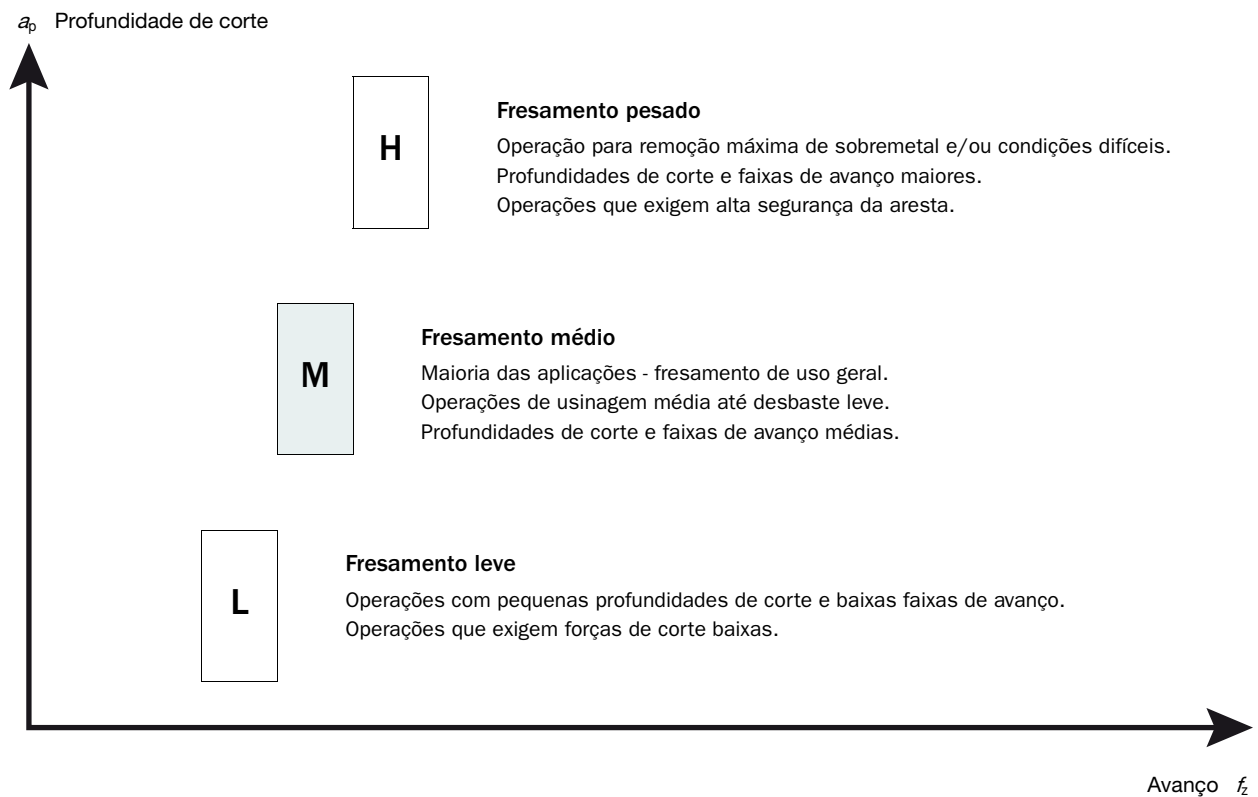 ap Profundidade de corte
H
Fresamento pesado
Operação para remoção máxima de sobremetal e/ou condições difíceis.
Profundidades de corte e faixas de avanço maiores.
Operações que exigem alta segurança da aresta.
M
Fresamento médio
Maioria das aplicações - fresamento de uso geral.
Operações de usinagem média até desbaste leve.
Profundidades de corte e faixas de avanço médias.
L
Fresamento leve
Operações com pequenas profundidades de corte e baixas faixas de avanço.
Operações que exigem forças de corte baixas.
Avanço fz